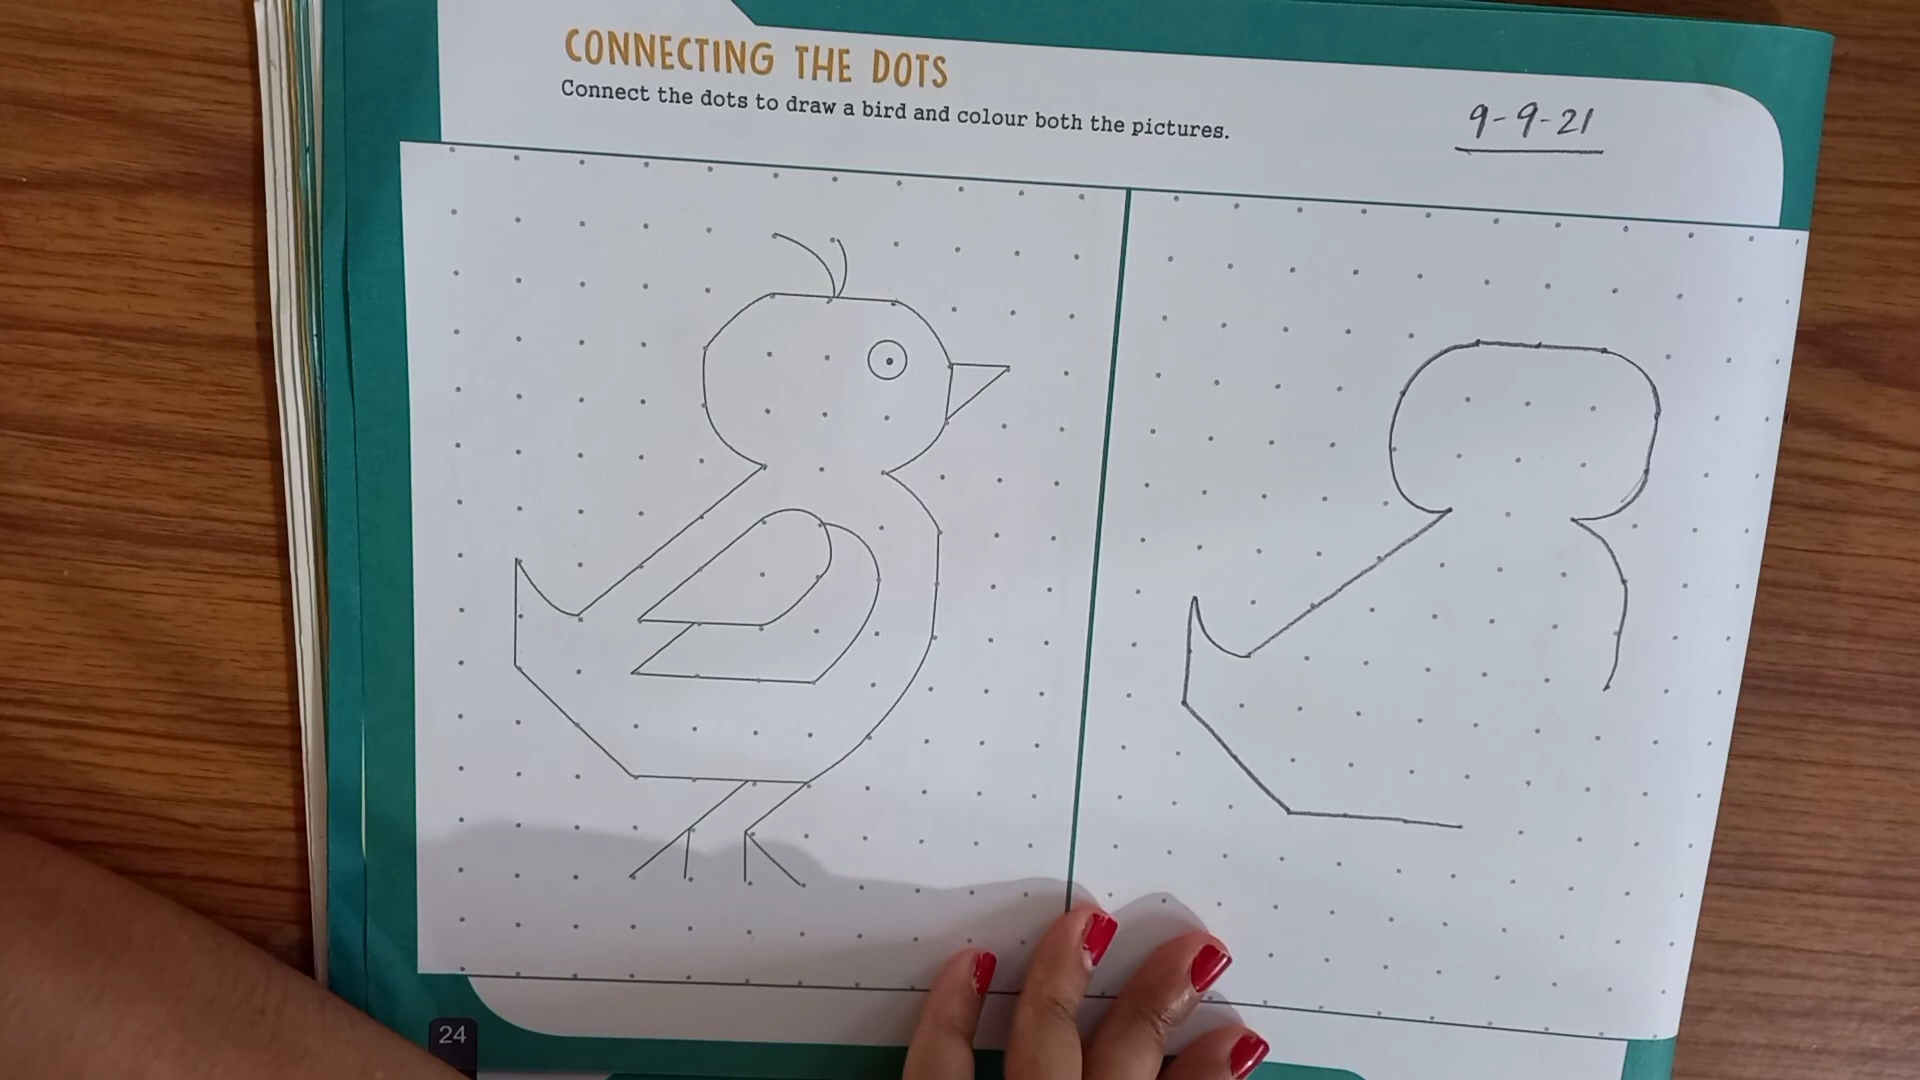 CONNECTING THE DOTS
Connect the dots to draw a bird and colour both the pictures.
9-9-21
24